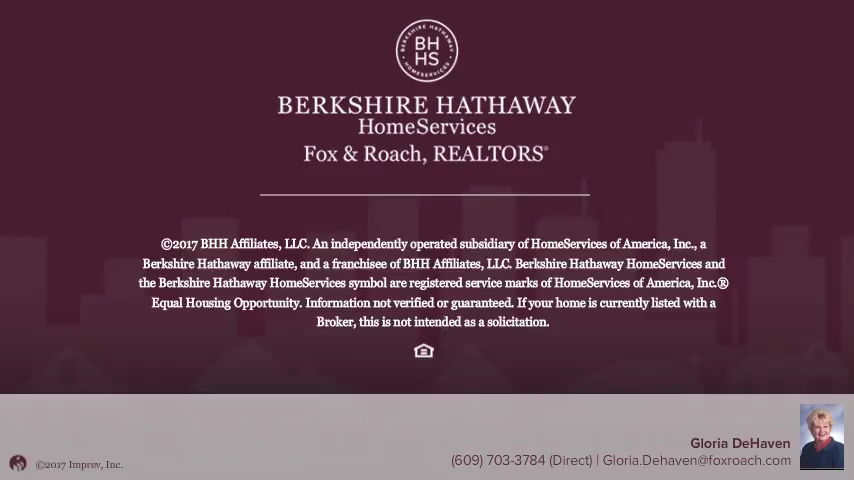 BERKSHIRE HATHAWAY
BH
HS
HOMESERVICES
BERKSHIRE HATHAWAY
HomeServices
Fox & Roach, REALTORS®
©2017 BHH Affiliates, LLC. An independently operated subsidiary of HomeServices of America, Inc., a
Berkshire Hathaway affiliate, and a franchisee of BHH Affiliates, LLC. Berkshire Hathaway HomeServices and
the Berkshire Hathaway HomeServices symbol are registered service marks of HomeServices of America, Inc.®
Equal Housing Opportunity. Information not verified or guaranteed. If your home is currently listed with a
Broker, this is not intended as a solicitation.
Gloria DeHaven
(609) 703-3784 (Direct) | Gloria.Dehaven@foxroach.com
©2017 Imprev, Inc.